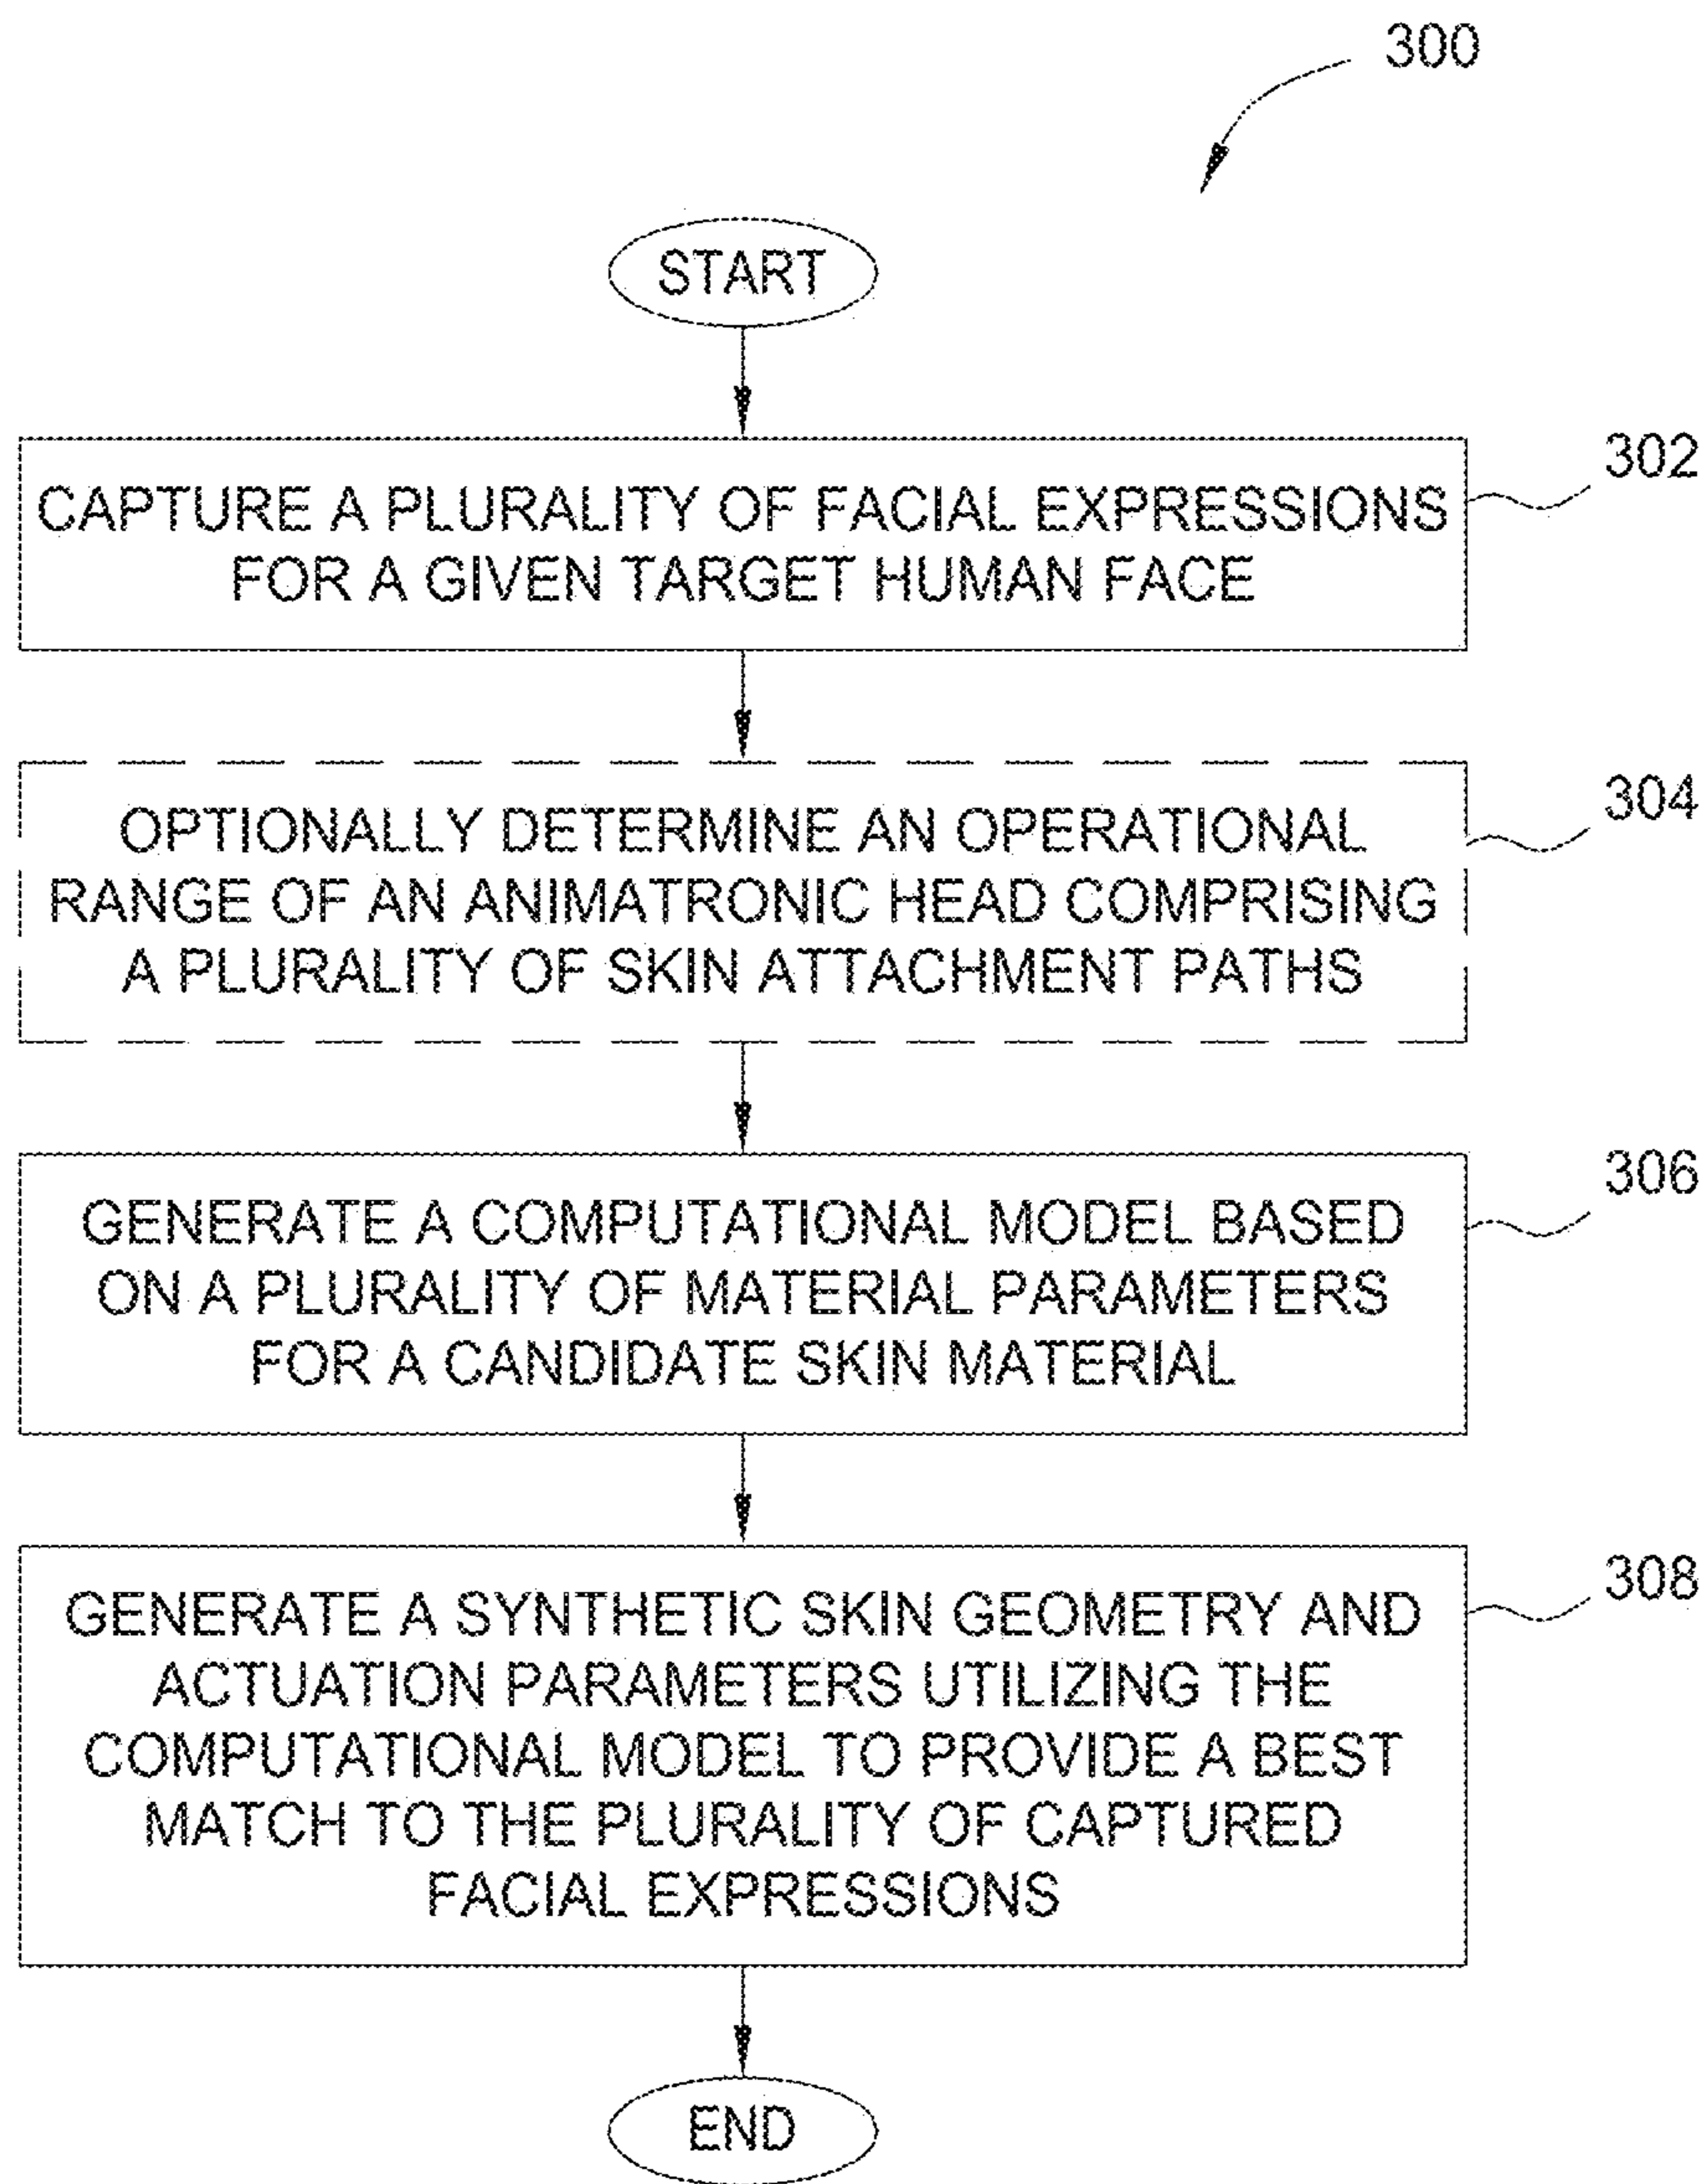 300
START
CAPTURE A PLURALITY OF FACIAL EXPRESSIONS
FOR A GIVEN TARGET HUMAN FACE
302
OPTIONALLY DETERMINE AN OPERATIONAL
RANGE OF AN ANIMATRONIC HEAD COMPRISING
A PLURALITY OF SKIN ATTACHMENT PATHS
304
GENERATE A COMPUTATIONAL MODEL BASED
ON A PLURALITY OF MATERIAL PARAMETERS
FOR A CANDIDATE SKIN MATERIAL
306
GENERATE A SYNTHETIC SKIN GEOMETRY AND
ACTUATION PARAMETERS UTILIZING THE
COMPUTATIONAL MODEL TO PROVIDE A BEST
MATCH TO THE PLURALITY OF CAPTURED
FACIAL EXPRESSIONS
308
END